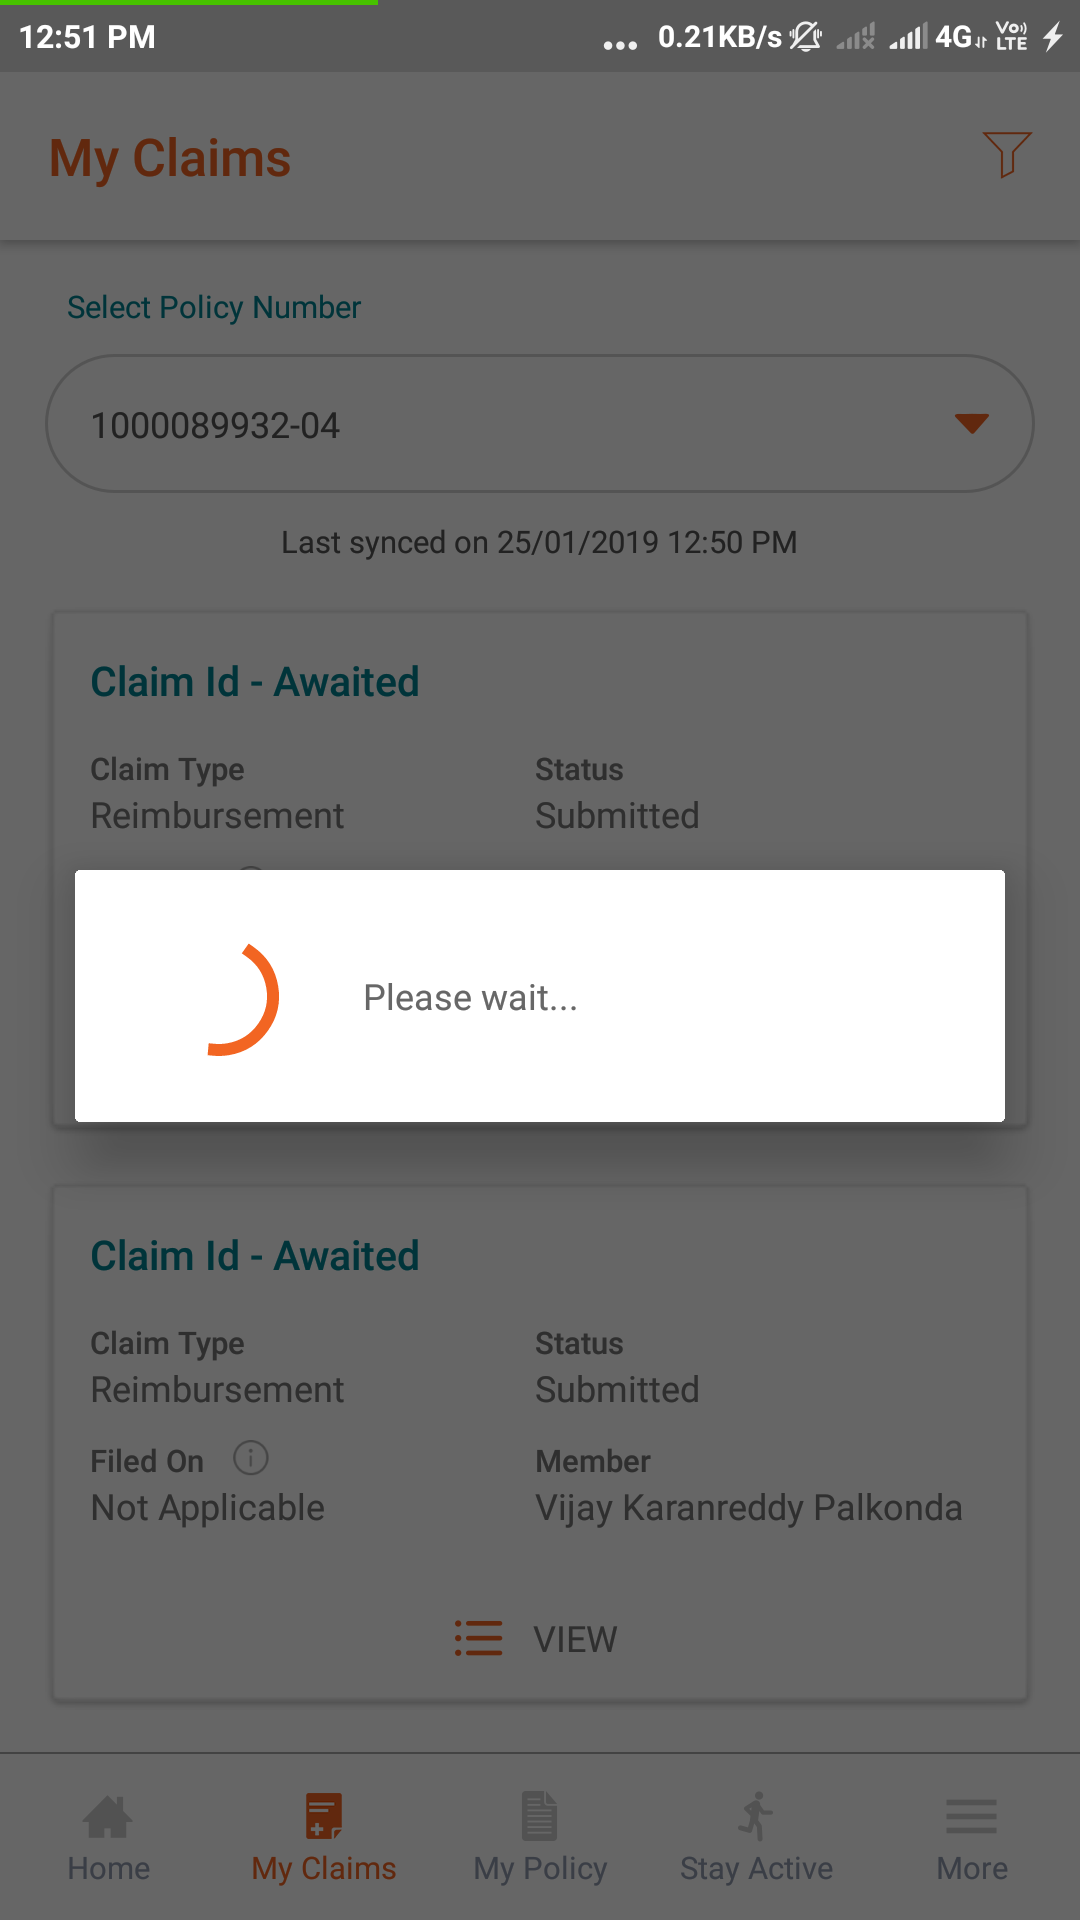 12:51 PM
... 0.21KB/s 4G VoLTE
My Claims
Select Policy Number
1000089932-04
Last synced on 25/01/2019 12:50 PM
Claim Id - Awaited
Claim Type Status
Reimbursement Submitted
Please wait...
Claim Id - Awaited
Claim Type Status
Reimbursement Submitted
Filed On Member
Not Applicable Vijay Karanreddy Palkonda
VIEW
Home My Claims My Policy Stay Active More